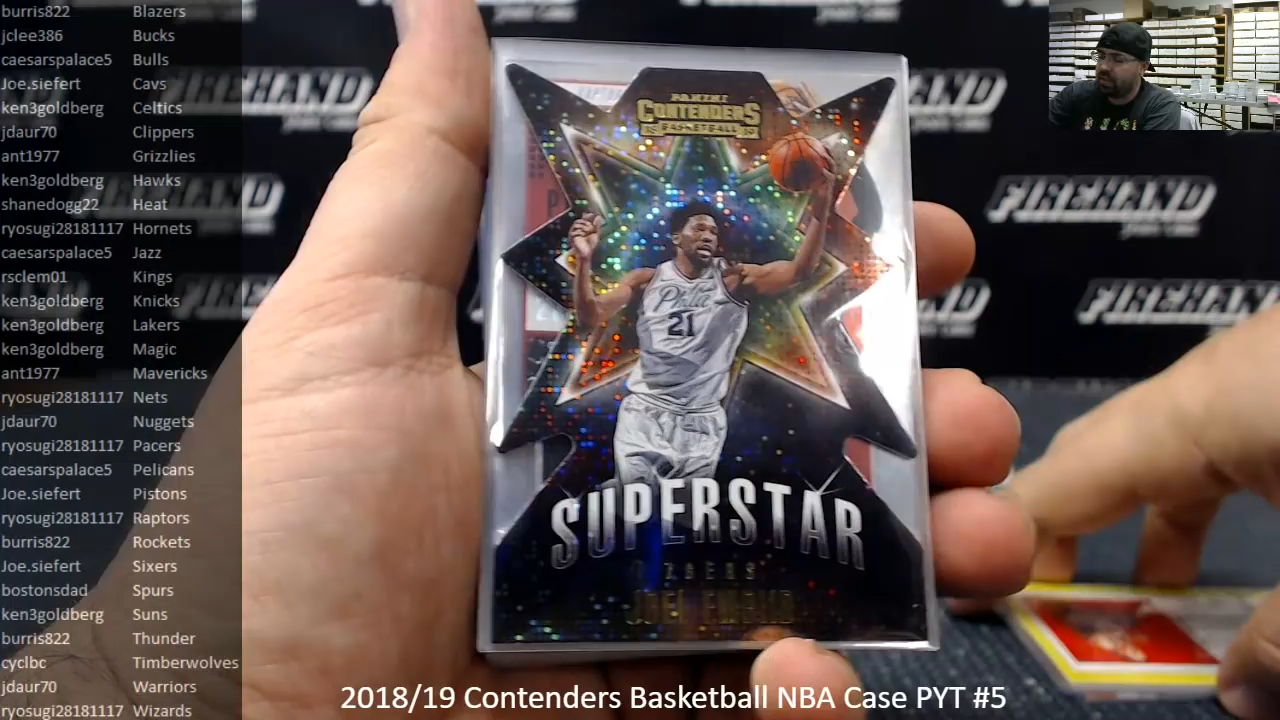 burris822 Blazers
jclee386 Bucks
caesarspalace5 Bulls
Joe.siefert Cavs
ken3goldberg Celtics
jdaur70 Clippers
ant1977 Grizzlies
ken3goldberg Hawks
shanedogg22 Heat
ryosugi28181117 Hornets
caesarspalace5 Jazz
rsclem01 Kings
ken3goldberg Knicks
ken3goldberg Lakers
ken3goldberg Magic
ant1977 Mavericks
ryosugi28181117 Nets
jdaur70 Nuggets
ryosugi28181117 Pacers
caesarspalace5 Pelicans
Joe.siefert Pistons
ryosugi28181117 Raptors
burris822 Rockets
Joe.siefert Sixers
bostonsdad Spurs
ken3goldberg Suns
burris822 Thunder
cyclbc Timberwolves
jdaur70 Warriors
ryosugi28181117 Wizards
PANINI
CONTENDERS
BASKETBALL
Phila
21
SUPERSTAR
76ERS
JOEL EMBIID
FIREHAND
FIREHAND
FIREHAND
2018/19 Contenders Basketball NBA Case PYT #5